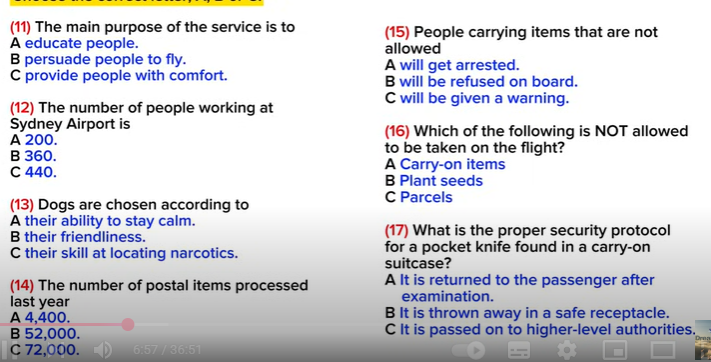 (11) The main purpose of the service is to
A educate people.
B persuade people to fly.
C provide people with comfort.
(12) The number of people working at
Sydney Airport is
A 200.
B 360.
C 440.
(13) Dogs are chosen according to
A their ability to stay calm.
B their friendliness.
C their skill at locating narcotics.
(14) The number of postal items processed
last year
A 4,400.
B 52,000.
C 72,000.
6:57 / 36:51
(15) People carrying items that are not
allowed
A will get arrested.
B will be refused on board.
C will be given a warning.
(16) Which of the following is NOT allowed
to be taken on the flight?
A Carry-on items
B Plant seeds
C Parcels
(17) What is the proper security protocol
for a pocket knife found in a carry-on
suitcase?
A It is returned to the passenger after
examination.
B It is thrown away in a safe receptacle.
C It is passed on to higher-level authorities.